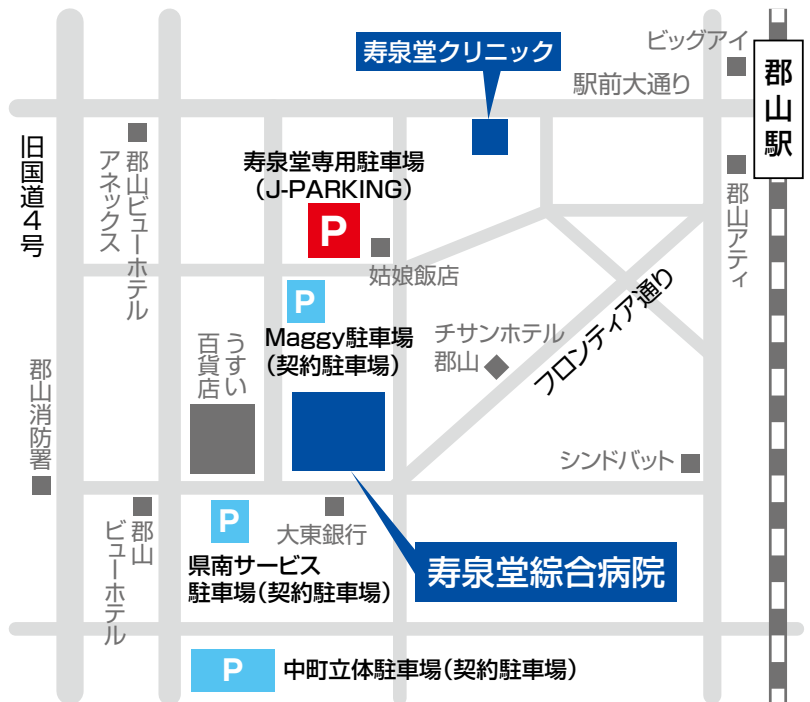 寿泉堂クリニック
ビッグアイ
駅前大通り
郡山駅
旧国道4号
郡山ビューホテル
アネックス
寿泉堂専用駐車場
（J-PARKING）
P
姑娘飯店
郡山アティ
P
Maggy駐車場
（契約駐車場）
うすい
百貨店
チサンホテル
郡山
フロンティア通り
郡山消防署
シンドバット
P
大東銀行
郡山
ビューホテル
県南サービス
駐車場（契約駐車場）
寿泉堂綜合病院
P
中町立体駐車場（契約駐車場）